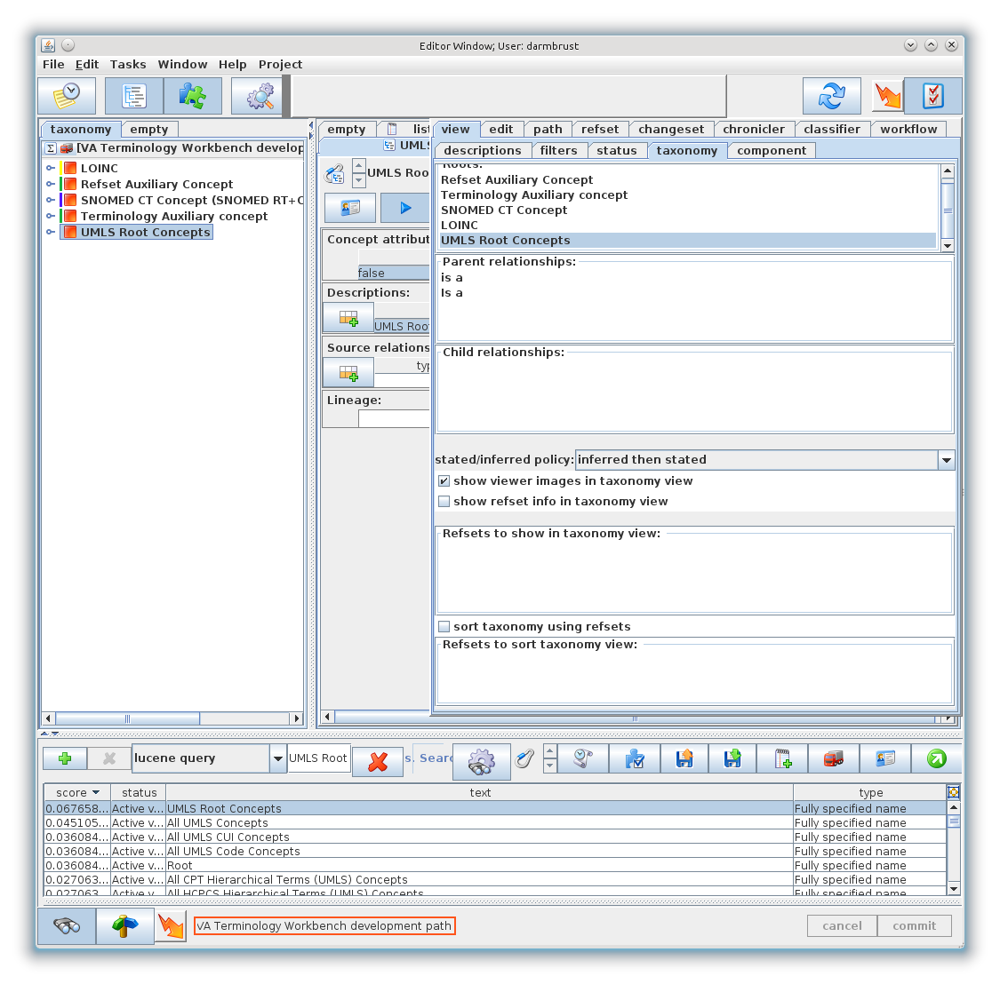 Editor Window; User: darmbrust
File Edit Tasks Window Help Project
taxonomy empty
[VA Terminology Workbench develop
LOINC
Refset Auxiliary Concept
SNOMED CT Concept (SNOMED RT+C
Terminology Auxiliary concept
UMLS Root Concepts
empty list
UMLS
UMLS Roo
Concept attribut
false
Descriptions:
UMLS Root
Source relations
typ
Lineage:
view edit path refset changeset chronicler classifier workflow
descriptions filters status taxonomy component
Roots:
Refset Auxiliary Concept
Terminology Auxiliary concept
SNOMED CT Concept
LOINC
UMLS Root Concepts
Parent relationships:
is a
Is a
Child relationships:
stated/inferred policy: inferred then stated
show viewer images in taxonomy view
show refset info in taxonomy view
Refsets to show in taxonomy view:
sort taxonomy using refsets
Refsets to sort taxonomy view:
lucene query UMLS Root s. Searc
score status text type
0.067658... Active v... UMLS Root Concepts Fully specified name
0.045105... Active v... All UMLS Concepts Fully specified name
0.036084... Active v... All UMLS CUI Concepts Fully specified name
0.036084... Active v... All UMLS Code Concepts Fully specified name
0.036084... Active v... Root Fully specified name
0.027063... Active v... All CPT Hierarchical Terms (UMLS) Concepts Fully specified name
0.027063... Active v... All HCPCS Hierarchical Terms (UMLS) Concepts Fully specified name
VA Terminology Workbench development path
cancel commit